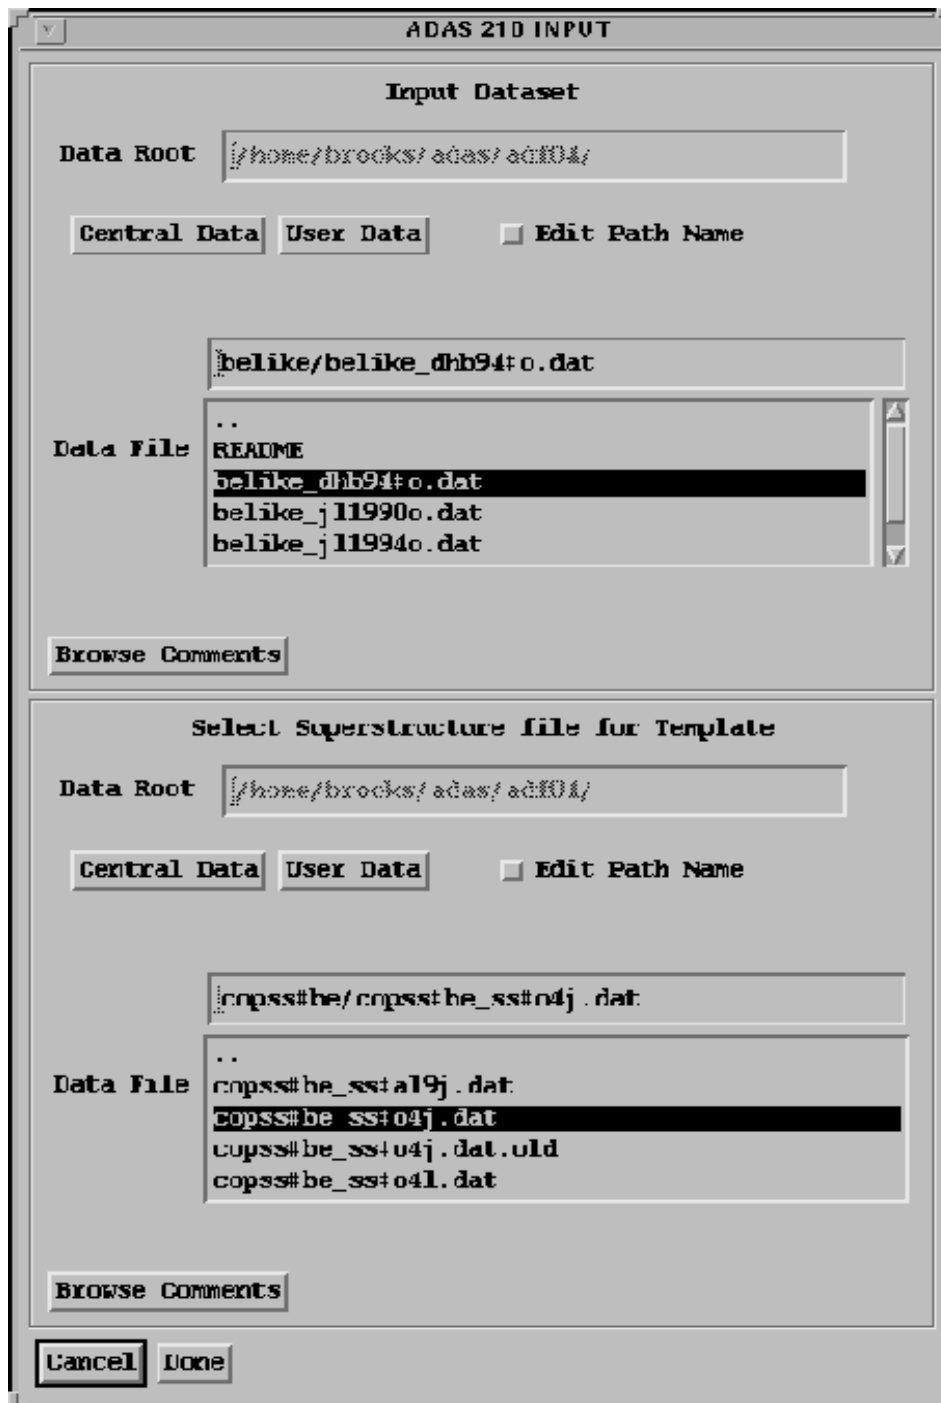 ADAS 210 INPUT
Input Dataset
Data Root /home/brooks/adas/adf04/
Central Data User Data Edit Path Name
belike/belike_dhb94#o.dat
..
Data File README
belike_dhb94#o.dat
belike_jl1990o.dat
belike_jl1994o.dat
Browse Comments
Select Superstructure file for Template
Data Root /home/brooks/adas/adf04/
Central Data User Data Edit Path Name
copss#be/copss#be_ss#o4j.dat
..
Data File copss#be_ss#al9j.dat
copss#be_ss#o4j.dat
copss#be_ss#o4j.dat.old
copss#be_ss#o4l.dat
Browse Comments
Cancel Done